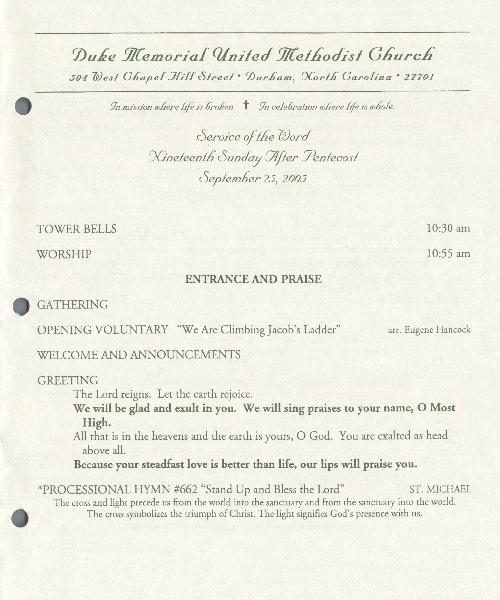 Duke Memorial United Methodist Church
504 West Chapel Hill Street • Durham, North Carolina • 27701
In mission where life is broken ✝ In celebration where life is whole.
Service of the Word
Nineteenth Sunday After Pentecost
September 25, 2005
TOWER BELLS 10:30 am
WORSHIP 10:55 am
ENTRANCE AND PRAISE
GATHERING
OPENING VOLUNTARY "We Are Climbing Jacob's Ladder" arr. Eugene Hancock
WELCOME AND ANNOUNCEMENTS
GREETING
The Lord reigns. Let the earth rejoice.
We will be glad and exult in you. We will sing praises to your name, O Most
High.
All that is in the heavens and the earth is yours, O God. You are exalted as head
above all.
Because your steadfast love is better than life, our lips will praise you.
*PROCESSIONAL HYMN #662 "Stand Up and Bless the Lord" ST. MICHAEL
The cross and light precede us from the world into the sanctuary and from the sanctuary into the world.
The cross symbolizes the triumph of Christ. The light signifies God's presence with us.